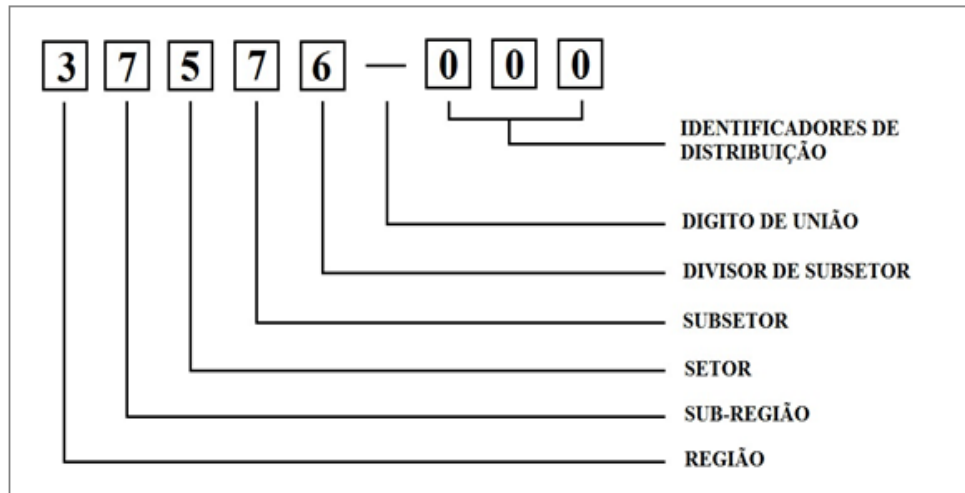 3 7 5 7 6 — 0 0 0
IDENTIFICADORES DE
DISTRIBUIÇÃO
DIGITO DE UNIÃO
DIVISOR DE SUBSETOR
SUBSETOR
SETOR
SUB-REGIÃO
REGIÃO